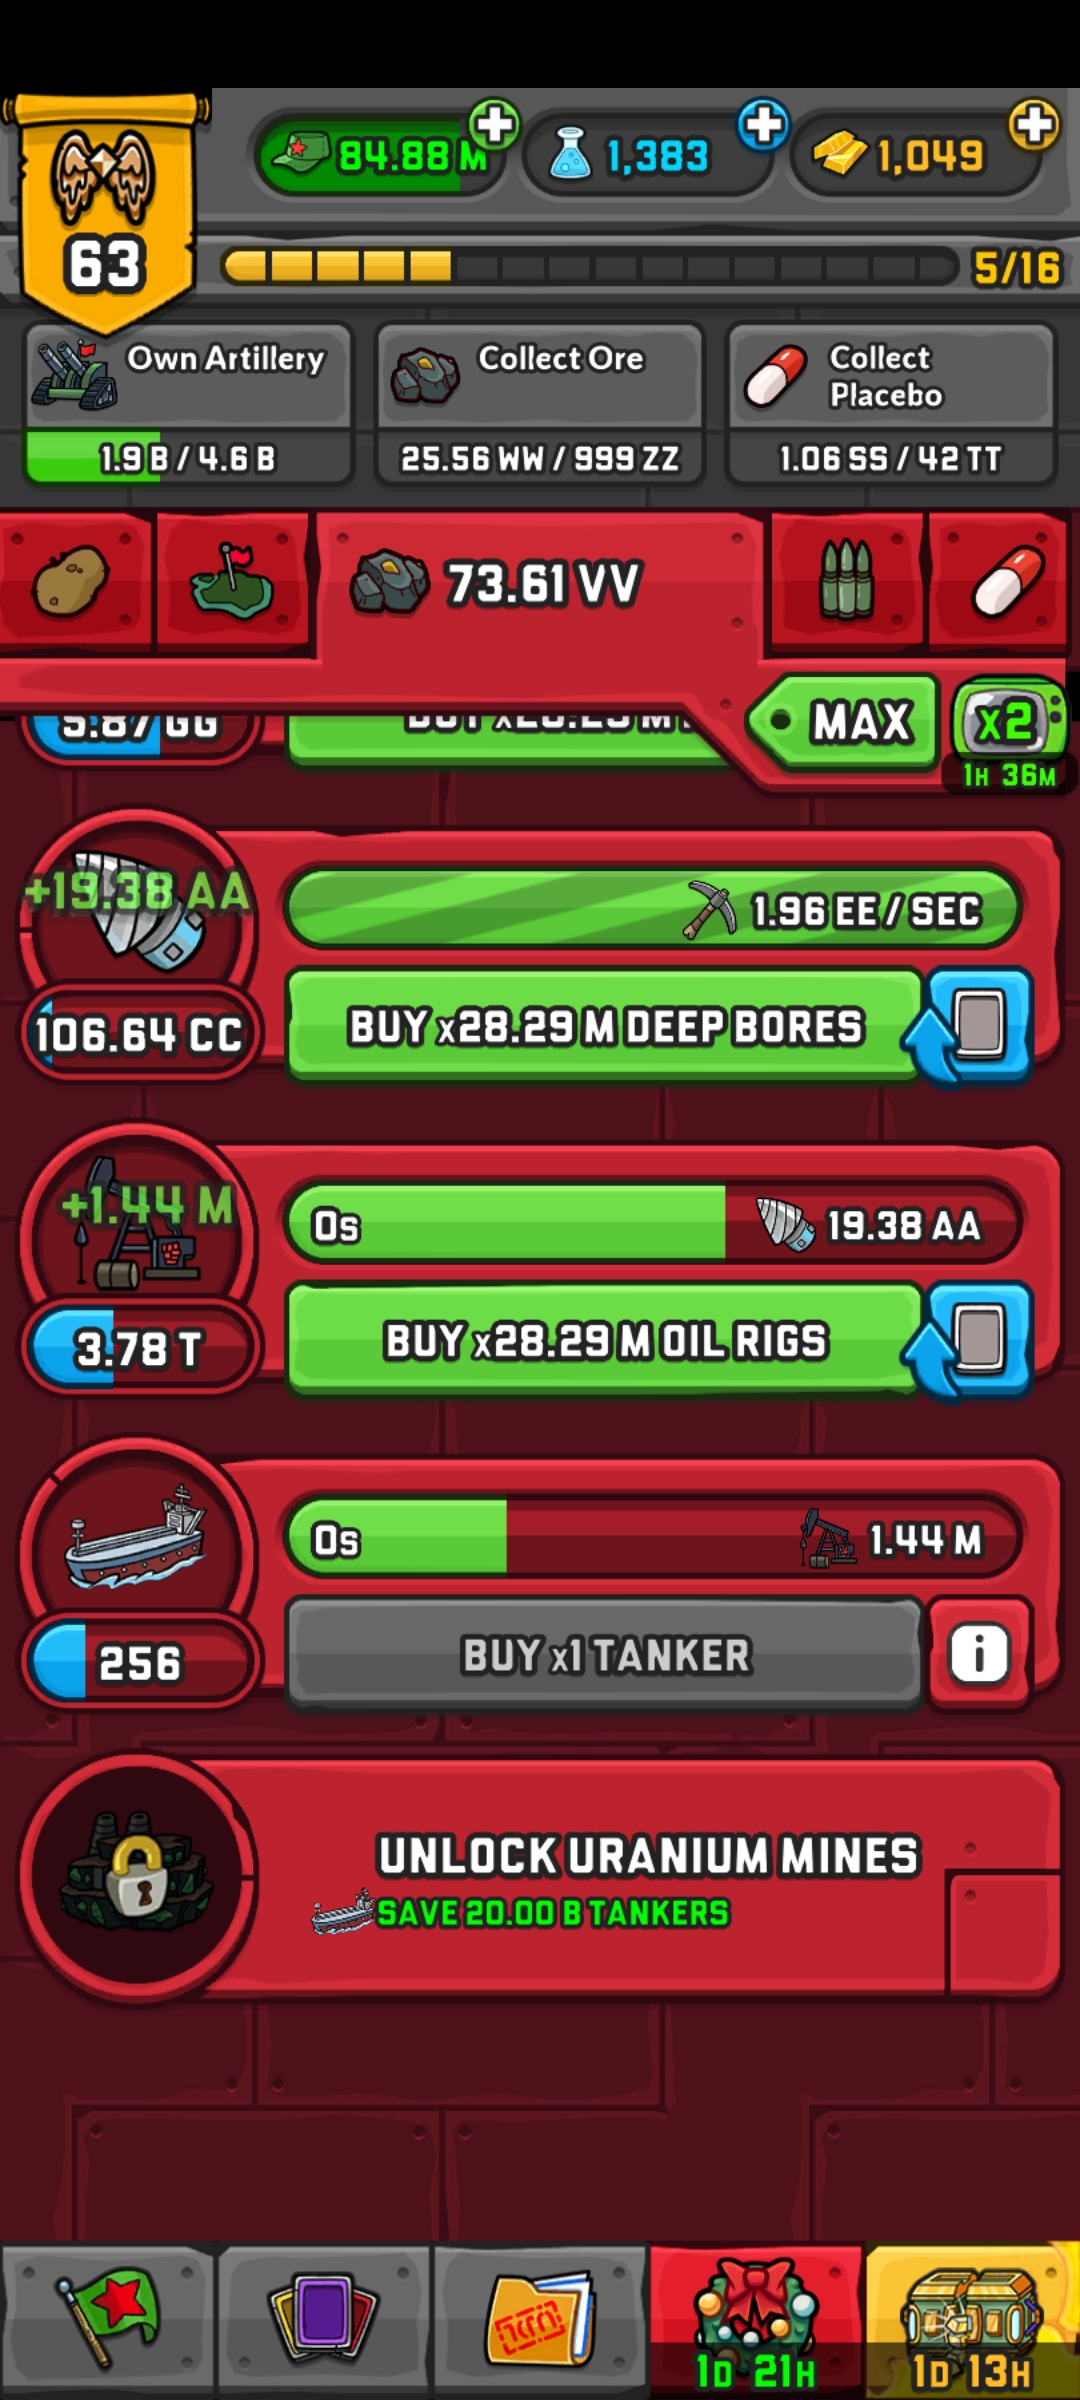 84.88 M
1,383
1,049
63
5/16
Own Artillery
1.9 B / 4.6 B
Collect Ore
25.56 WW / 999 ZZ
Collect
Placebo
1.06 SS / 42 TT
73.61 VV
MAX
x2
1H 36M
5.87 GG
+19.38 AA
1.96 EE / SEC
106.64 CC
BUY x28.29 M DEEP BORES
+1.44 M
0s
19.38 AA
3.78 T
BUY x28.29 M OIL RIGS
0s
1.44 M
256
BUY x1 TANKER
i
UNLOCK URANIUM MINES
SAVE 20.00 B TANKERS
1D 21H
1D 13H